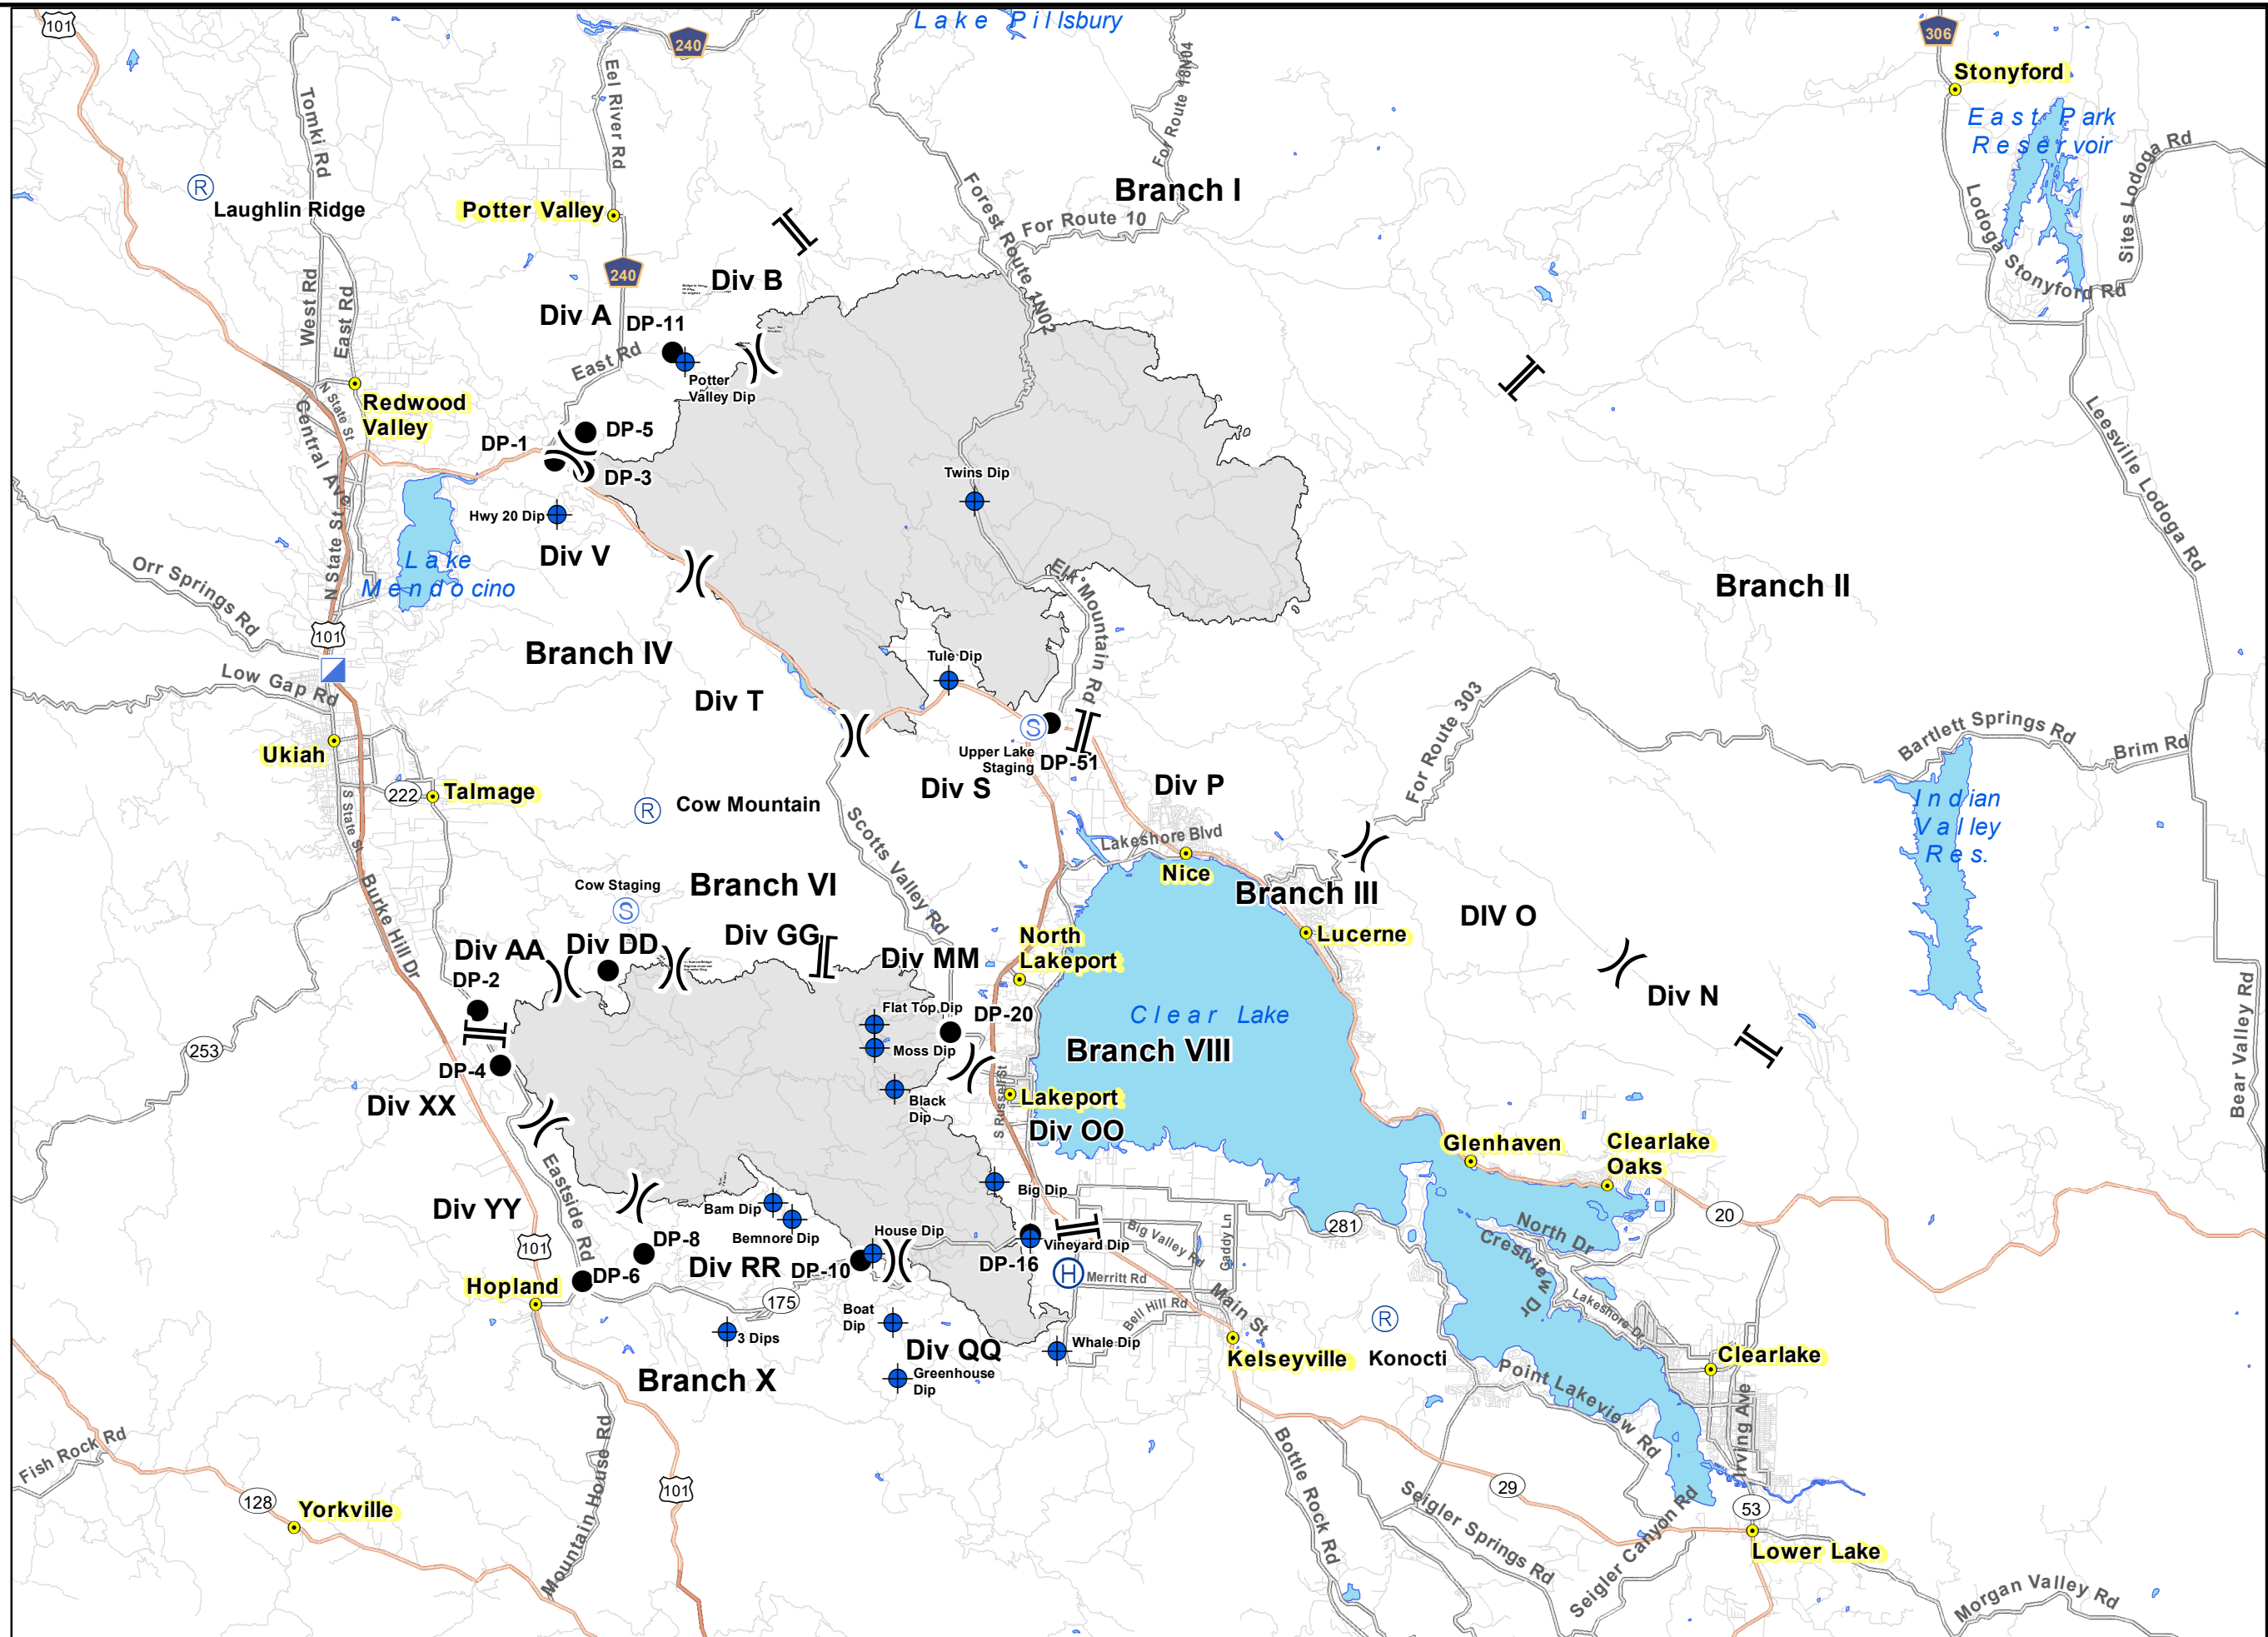 101
Lake Pillsbury
240
306
Stonyford
Tomki Rd
Eel River Rd
For Route 18N04
East Park
Reservoir
Sites Lodoga Rd
Lodoga Stonyford Rd
R
Laughlin Ridge
Potter Valley
Forest Route 1N02
Branch I
For Route 10
240
West Rd
East Rd
Div B
Div A
DP-11
East Rd
Potter
Valley Dip
N State St
Central Ave
Redwood
Valley
DP-1
DP-5
DP-3
Leesville Lodoga Rd
Twins Dip
Hwy 20 Dip
Div V
Lake
Mendocino
N State St
Orr Springs Rd
Elk Mountain Rd
Branch II
101
Branch IV
Tule Dip
Low Gap Rd
Div T
For Route 303
Ukiah
S
Upper Lake
Staging
DP-51
Bartlett Springs Rd
Brim Rd
222
Talmage
Div S
Div P
Indian
Valley
Res.
R
Cow Mountain
S State St
Scotts Valley Rd
Lakeshore Blvd
Nice
Burke Hill Dr
Cow Staging
S
Branch VI
Branch III
DIV O
Lucerne
Div AA
Div DD
Div GG
Div MM
North
Lakeport
DP-2
Div N
Flat Top Dip
DP-20
Clear Lake
Moss Dip
Branch VIII
253
DP-4
Bear Valley Rd
Div XX
Black
Dip
S Russell St
Lakeport
Div OO
Glenhaven
Clearlake
Oaks
Eastside Rd
Big Dip
Div YY
Bam Dip
Bemnore Dip
House Dip
Vineyard Dip
Big Valley Rd
Gaddy Ln
281
North Dr
20
Crestview Dr
101
DP-8
Div RR
DP-10
DP-16
H
Merritt Rd
DP-6
Hopland
175
Boat
Dip
Bell Hill Rd
Main St
R
Lakeshore Dr
3 Dips
Div QQ
Whale Dip
Kelseyville
Konocti
Clearlake
Branch X
Greenhouse
Dip
Point Lakeview Rd
Irving Ave
Fish Rock Rd
Mountain House Rd
101
Bottle Rock Rd
29
Seigler Springs Rd
Seigler Canyon Rd
53
128
Yorkville
Lower Lake
Morgan Valley Rd